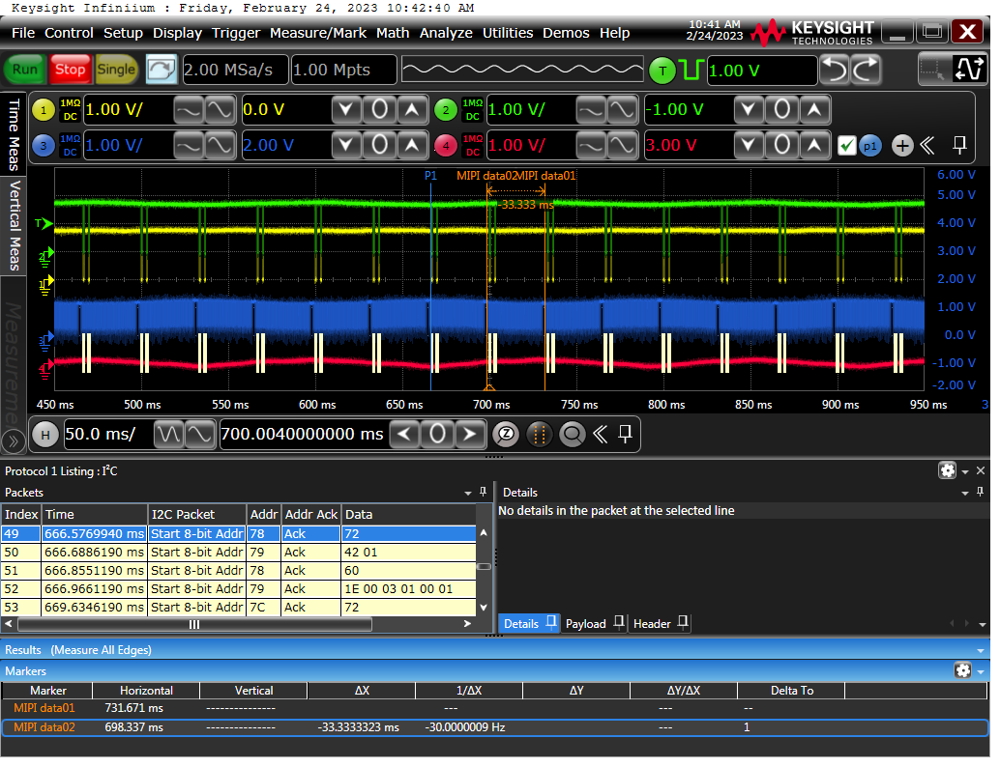 Keysight Infiniium : Friday, February 24, 2023 10:42:40 AM
File Control Setup Display Trigger Measure/Mark Math Analyze Utilities Demos Help
10:41 AM
2/24/2023
KEYSIGHT
TECHNOLOGIES
Run Stop Single 2.00 MSa/s 1.00 Mpts T 1.00 V
1 1MΩ DC 1.00 V/ 0.0 V 2 1MΩ DC 1.00 V/ -1.00 V
3 1MΩ DC 1.00 V/ 2.00 V 4 1MΩ DC 1.00 V/ 3.00 V p1
Time Meas
Vertical Meas
Measurements
P1 MIPI data02 MIPI data01
-33.333 ms
6.00 V
5.00 V
4.00 V
3.00 V
2.00 V
1.00 V
0.0 V
-1.00 V
-2.00 V
T
2
1
3
4
450 ms 500 ms 550 ms 600 ms 650 ms 700 ms 750 ms 800 ms 850 ms 900 ms 950 ms 3
H 50.0 ms/ 700.0040000000 ms 0 Z
Protocol 1 Listing : I²C
Packets
Index Time I2C Packet Addr Addr Ack Data
49 666.5769940 ms Start 8-bit Addr 78 Ack 72
50 666.6886190 ms Start 8-bit Addr 79 Ack 42 01
51 666.8551190 ms Start 8-bit Addr 78 Ack 60
52 666.9661190 ms Start 8-bit Addr 79 Ack 1E 00 03 01 00 01
53 669.6346190 ms Start 8-bit Addr 7C Ack 72
Details
No details in the packet at the selected line
Details Payload Header
Results (Measure All Edges)
Markers
Marker Horizontal Vertical ΔX 1/ΔX ΔY ΔY/ΔX Delta To
MIPI data01 731.671 ms --------------- --- --- --
MIPI data02 698.337 ms --------------- -33.3333323 ms -30.0000009 Hz --- 1